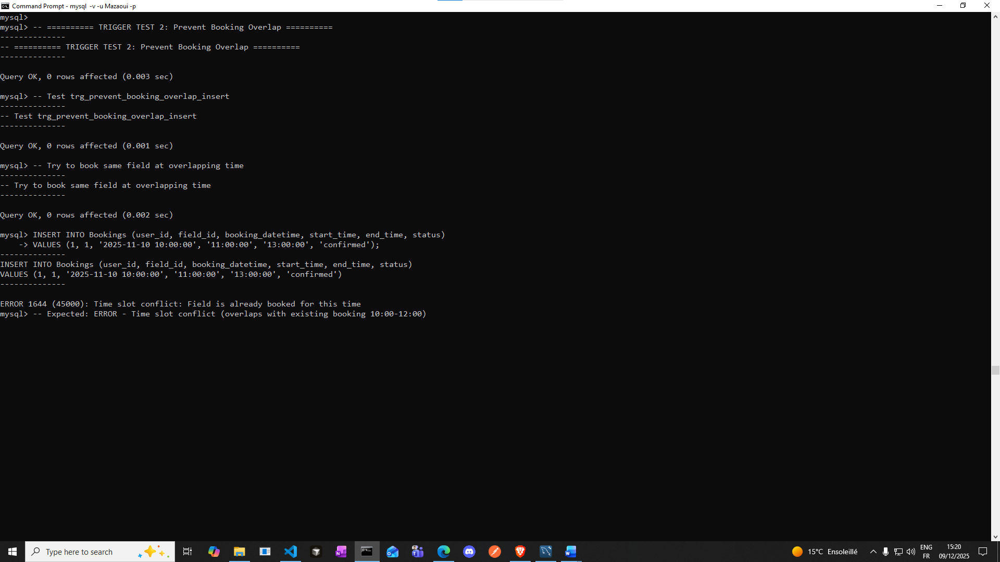 Command Prompt - mysql -v -u Mazaoui -p
mysql>
mysql> -- ========== TRIGGER TEST 2: Prevent Booking Overlap ==========
--------------
-- ========== TRIGGER TEST 2: Prevent Booking Overlap ==========
--------------
Query OK, 0 rows affected (0.003 sec)
mysql> -- Test trg_prevent_booking_overlap_insert
--------------
-- Test trg_prevent_booking_overlap_insert
--------------
Query OK, 0 rows affected (0.001 sec)
mysql> -- Try to book same field at overlapping time
--------------
-- Try to book same field at overlapping time
--------------
Query OK, 0 rows affected (0.002 sec)
mysql> INSERT INTO Bookings (user_id, field_id, booking_datetime, start_time, end_time, status)
    -> VALUES (1, 1, '2025-11-10 10:00:00', '11:00:00', '13:00:00', 'confirmed');
--------------
INSERT INTO Bookings (user_id, field_id, booking_datetime, start_time, end_time, status)
VALUES (1, 1, '2025-11-10 10:00:00', '11:00:00', '13:00:00', 'confirmed')
--------------
ERROR 1644 (45000): Time slot conflict: Field is already booked for this time
mysql> -- Expected: ERROR - Time slot conflict (overlaps with existing booking 10:00-12:00)
Type here to search
15°C Ensoleillé
ENG
FR
15:20
09/12/2025